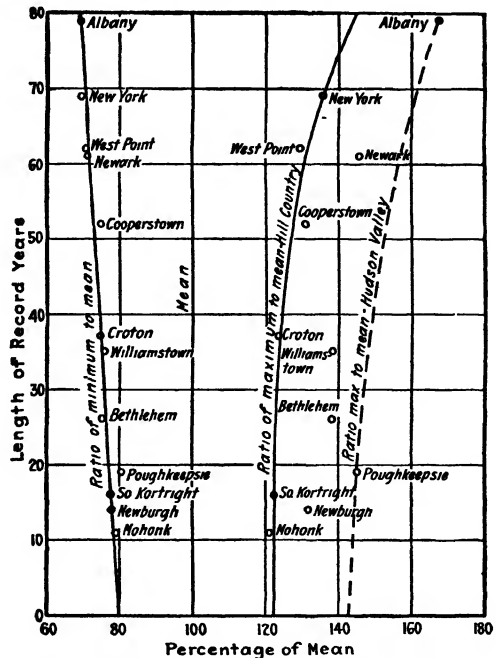 80
Albany
Albany
70
New York
New York
West Point
West Point
Newark
Newark
60
Cooperstown
Cooperstown
50
40
Croton
Croton
Williamstown
Williams-
town
30
Bethlehem
Bethlehem
20
Poughkeepsie
Poughkeepsie
So Kortright
So Kortright
Newburgh
Newburgh
10
Mohonk
Mohonk
0
Ratio of minimum to mean
Mean
Ratio of maximum to mean-Hill Country
Ratio max to mean-Hudson Valley
Length of Record Years
60 80 100 120 140 160 180
Percentage of Mean